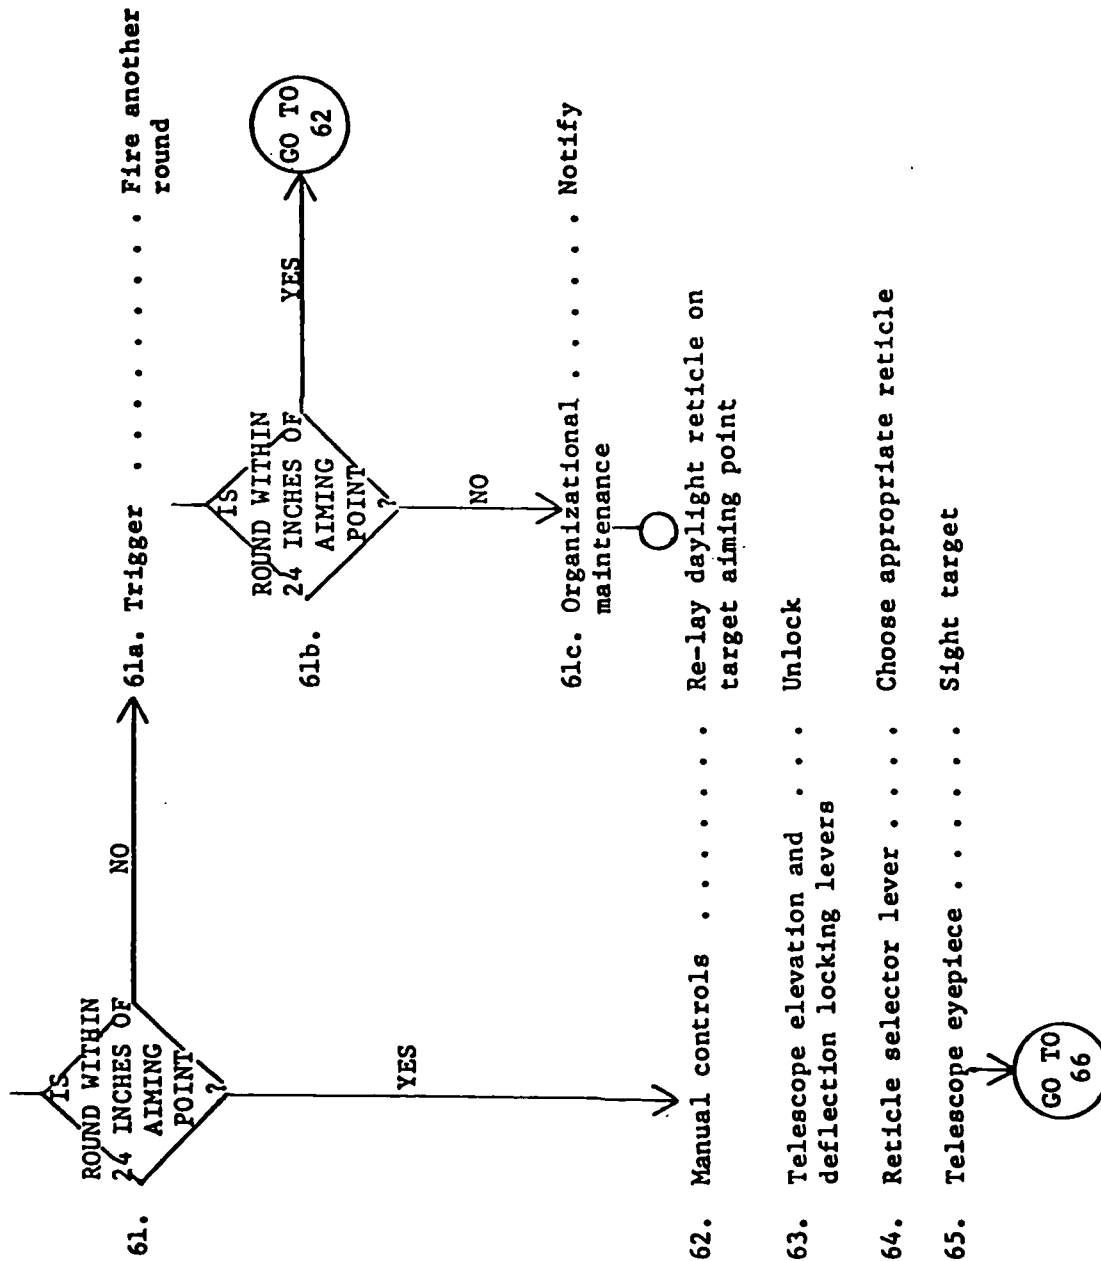 61.
IS
ROUND WITHIN
24 INCHES OF
AIMING
POINT
?
NO
YES
61a. Trigger . . . . . . . . . . Fire another
round
61b.
IS
ROUND WITHIN
24 INCHES OF
AIMING
POINT
?
YES
GO TO
62
NO
61c. Organizational . . . . . . Notify
maintenance
62. Manual controls . . . . . . . Re-lay daylight reticle on
target aiming point
63. Telescope elevation and . . . Unlock
deflection locking levers
64. Reticle selector lever . . . . Choose appropriate reticle
65. Telescope eyepiece . . . . . . Sight target
GO TO
66